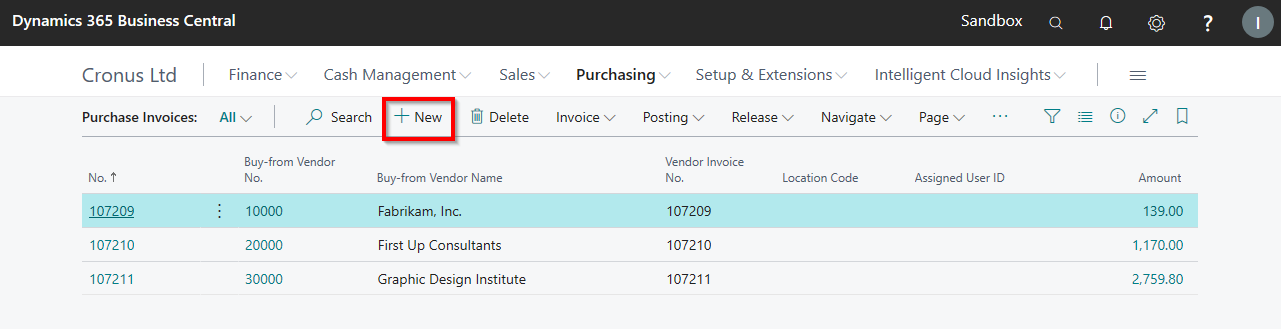 Dynamics 365 Business Central Sandbox ? I
Cronus Ltd Finance Cash Management Sales Purchasing Setup & Extensions Intelligent Cloud Insights
Purchase Invoices: All Search + New Delete Invoice Posting Release Navigate Page ...
Buy-from Vendor Vendor Invoice
No. ↑ No. Buy-from Vendor Name No. Location Code Assigned User ID Amount
107209 10000 Fabrikam, Inc. 107209 139.00
107210 20000 First Up Consultants 107210 1,170.00
107211 30000 Graphic Design Institute 107211 2,759.80